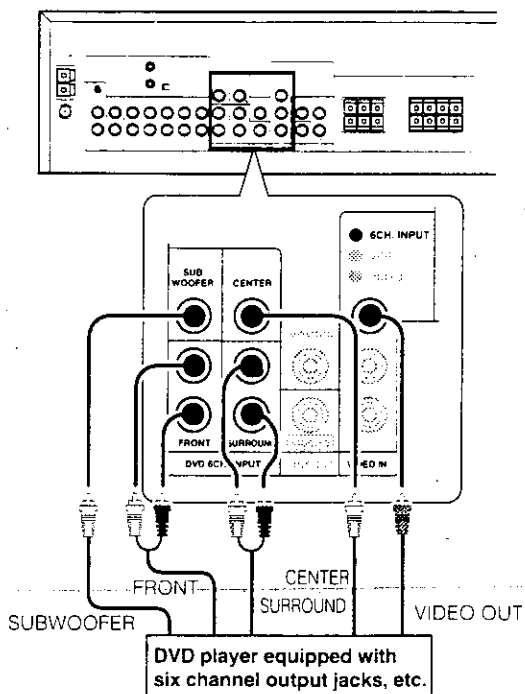 6CH. INPUT
SUB
WOOFER
CENTER
FRONT
SURROUN
DVD 6CH. INPUT
VIDEO IN
FRONT
CENTER
SURROUND
SUBWOOFER
VIDEO OUT
DVD player equipped with
six channel output jacks, etc.